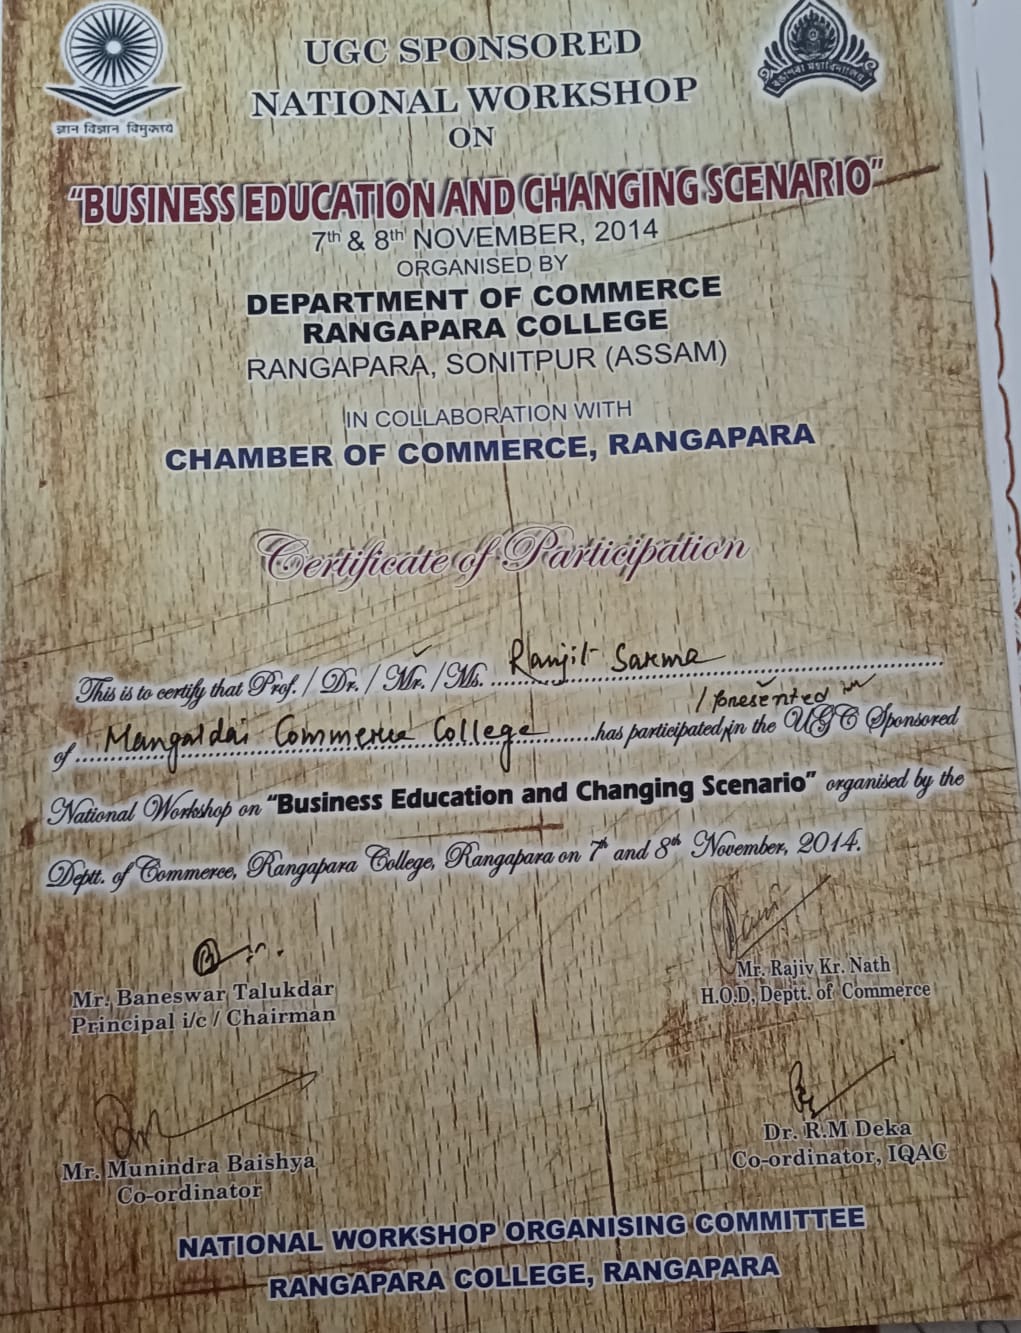 UGC SPONSORED
NATIONAL WORKSHOP
ON
"BUSINESS EDUCATION AND CHANGING SCENARIO"
7th & 8th NOVEMBER, 2014
ORGANISED BY
DEPARTMENT OF COMMERCE
RANGAPARA COLLEGE
RANGAPARA, SONITPUR (ASSAM)
IN COLLABORATION WITH
CHAMBER OF COMMERCE, RANGAPARA
Certificate of Participation
This is to certify that Prof. / Dr. / Mr. / Ms. Ranjit Sarma
/ presented in
of Mangaldai Commerce College has participated in the UGC Sponsored
National Workshop on "Business Education and Changing Scenario" organised by the
Deptt. of Commerce, Rangapara College, Rangapara on 7th and 8th November, 2014.
Mr. Baneswar Talukdar
Principal i/c / Chairman
Mr. Rajiv Kr. Nath
H.O.D, Deptt. of Commerce
Mr. Munindra Baishya
Co-ordinator
Dr. R.M Deka
Co-ordinator, IQAC
NATIONAL WORKSHOP ORGANISING COMMITTEE
RANGAPARA COLLEGE, RANGAPARA
ज्ञान विज्ञान विमुक्तये